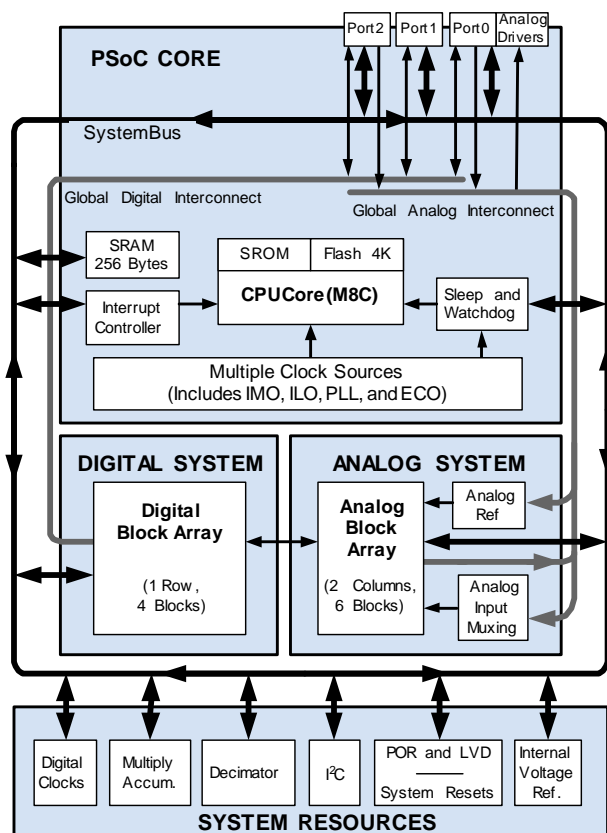 Port2
Port1
Port0
Analog
Drivers
PSoC CORE
SystemBus
Global Digital Interconnect
Global Analog Interconnect
SRAM
256 Bytes
SROM
Flash 4K
CPUCore(M8C)
Interrupt
Controller
Sleep and
Watchdog
Multiple Clock Sources
(Includes IMO, ILO, PLL, and ECO)
DIGITAL SYSTEM
Digital
Block Array
(1 Row,
4 Blocks)
ANALOG SYSTEM
Analog
Block
Array
(2 Columns,
6 Blocks)
Analog
Ref
Analog
Input
Muxing
Digital
Clocks
Multiply
Accum.
Decimator
I²C
POR and LVD
System Resets
Internal
Voltage
Ref.
SYSTEM RESOURCES